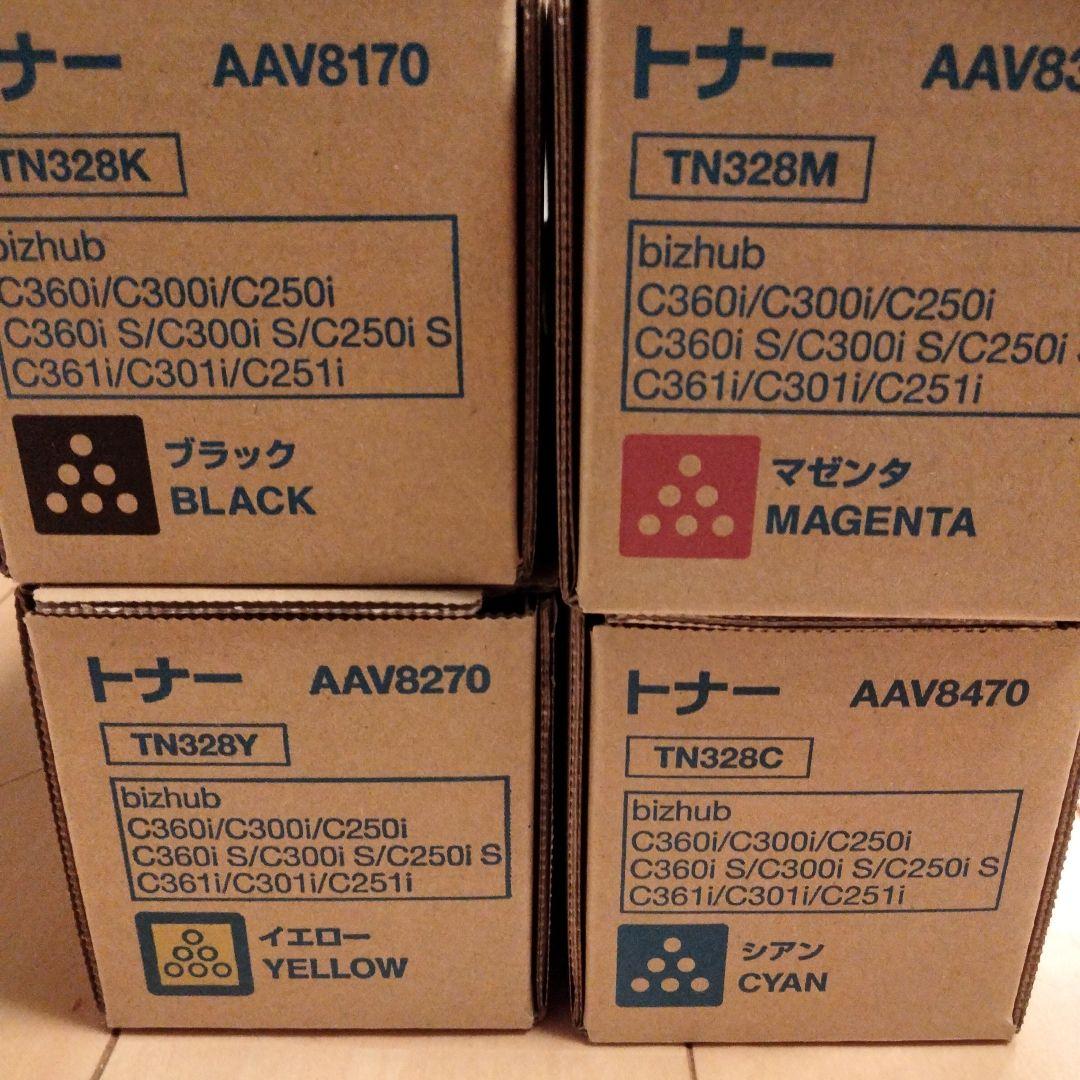 ナー AAV8170
TN328K
bizhub
C360i/C300i/C250i
C360i S/C300i S/C250i S
C361i/C301i/C251i
ブラック
BLACK
トナー AAV83
TN328M
bizhub
C360i/C300i/C250i
C360i S/C300i S/C250i
C361i/C301i/C251i
マゼンタ
MAGENTA
トナー AAV8270
TN328Y
bizhub
C360i/C300i/C250i
C360i S/C300i S/C250i S
C361i/C301i/C251i
イエロー
YELLOW
トナー AAV8470
TN328C
bizhub
C360i/C300i/C250i
C360i S/C300i S/C250i S
C361i/C301i/C251i
シアン
CYAN